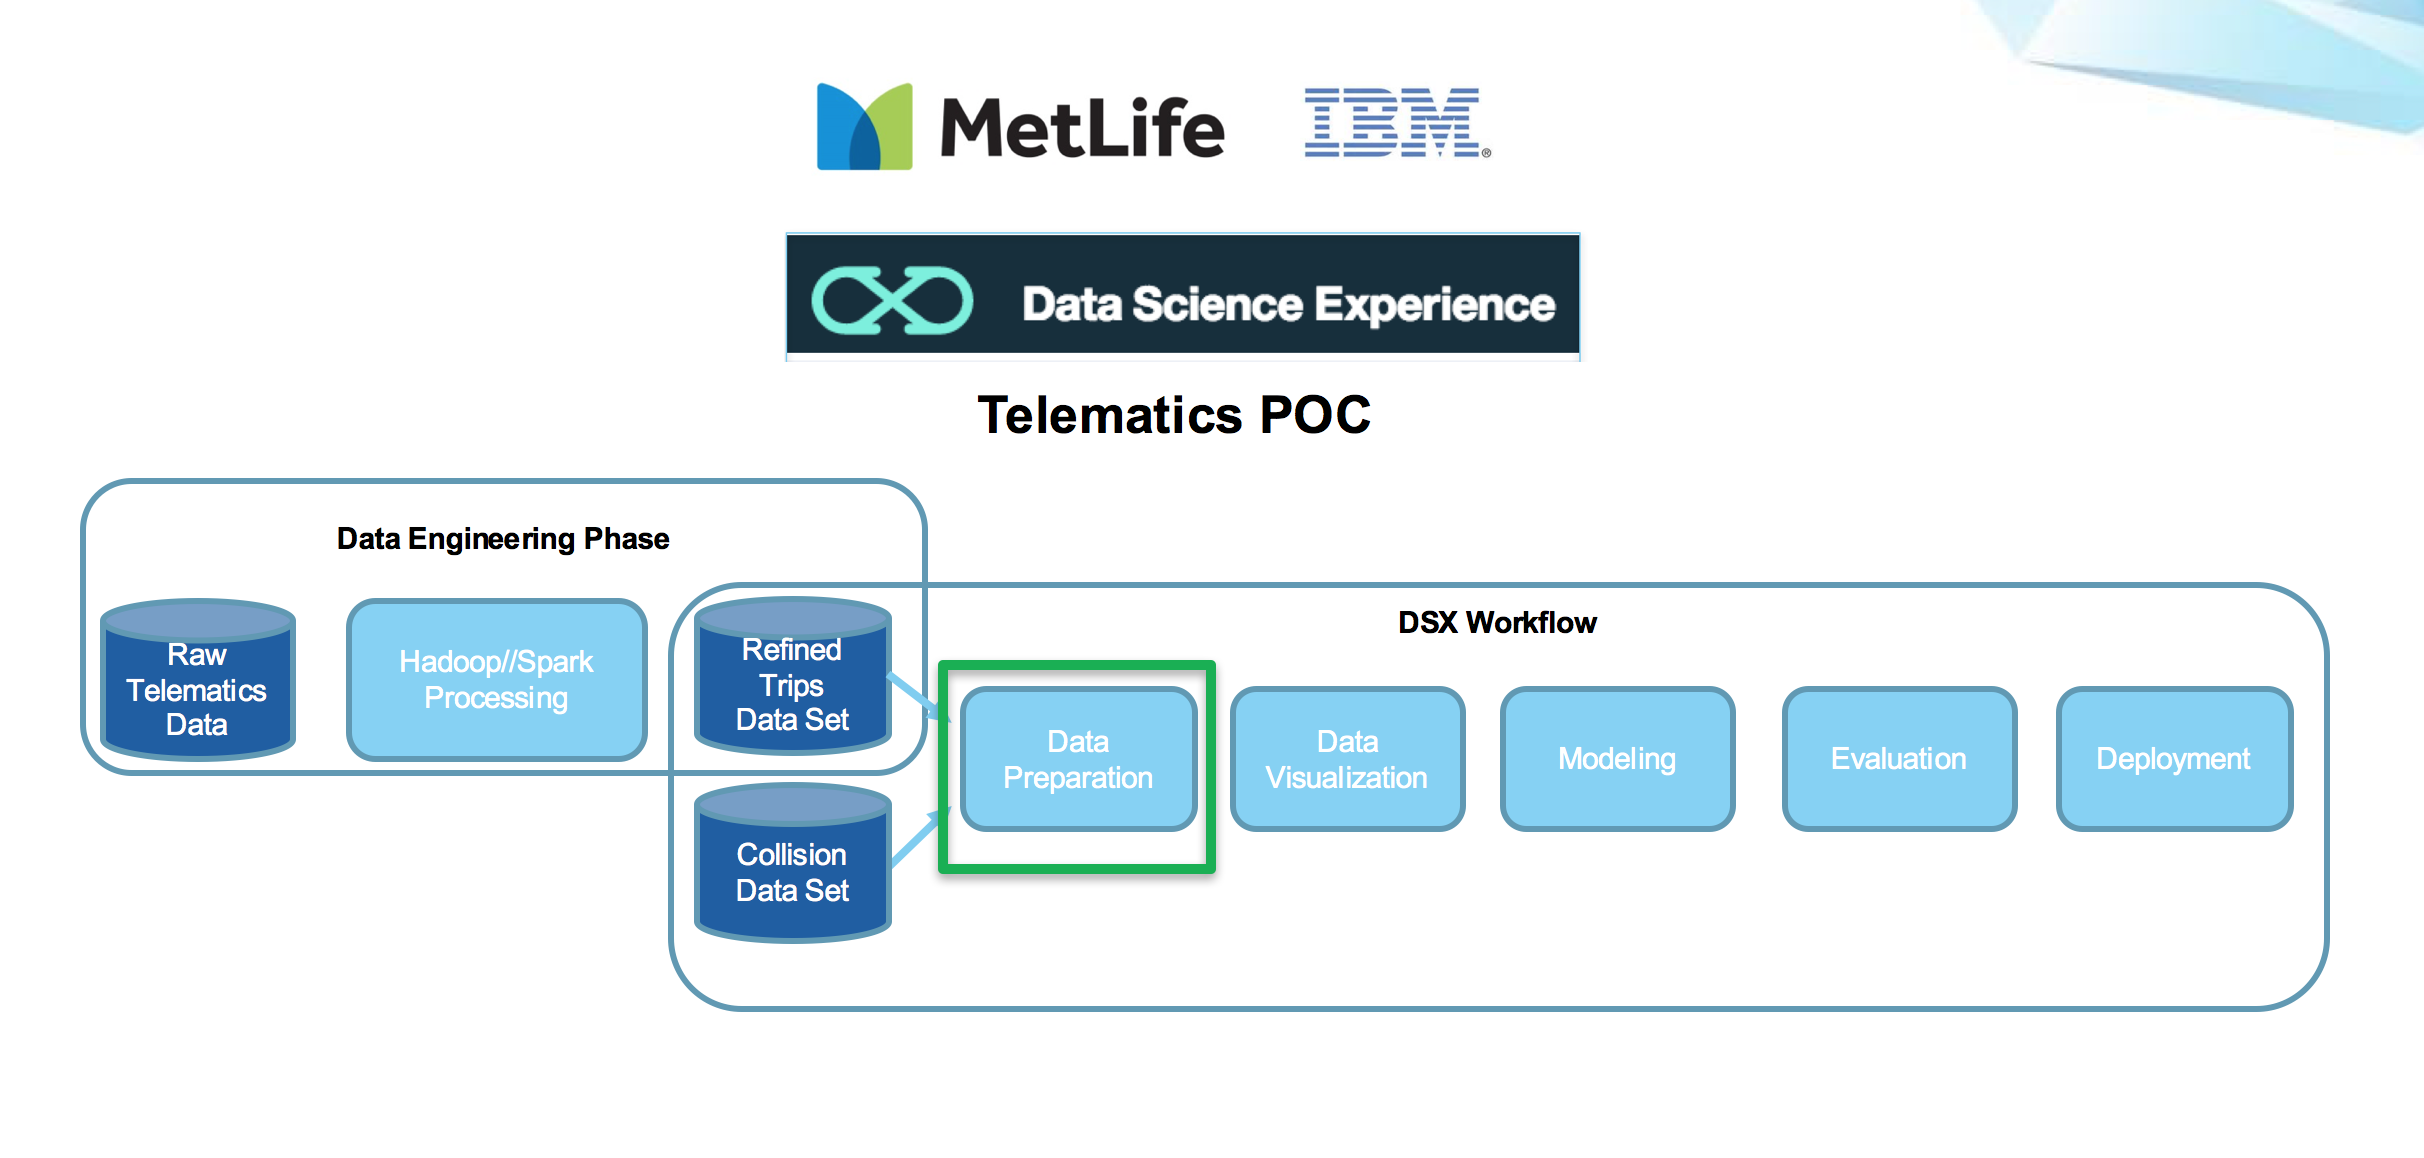 MetLife
IBM®
Data Science Experience
Telematics POC
Data Engineering Phase
Raw
Telematics
Data
Hadoop//Spark
Processing
Refined
Trips
Data Set
Collision
Data Set
DSX Workflow
Data
Preparation
Data
Visualization
Modeling
Evaluation
Deployment